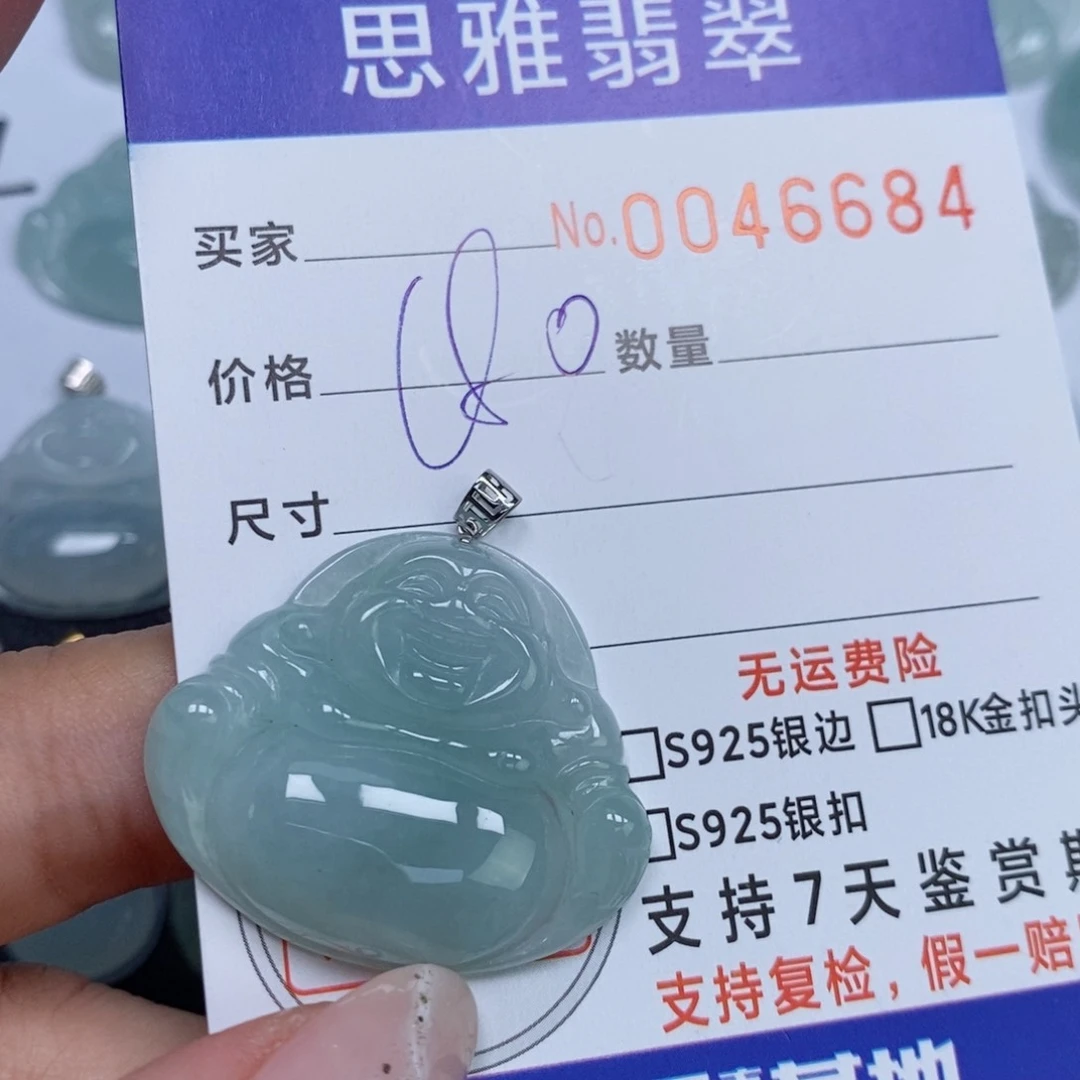 思雅翡翠
买家 No.0046684
价格 数量
尺寸
无运费险
□S925银边 □18K金扣头
□S925银扣
支持7天鉴赏期
支持复检，假一赔